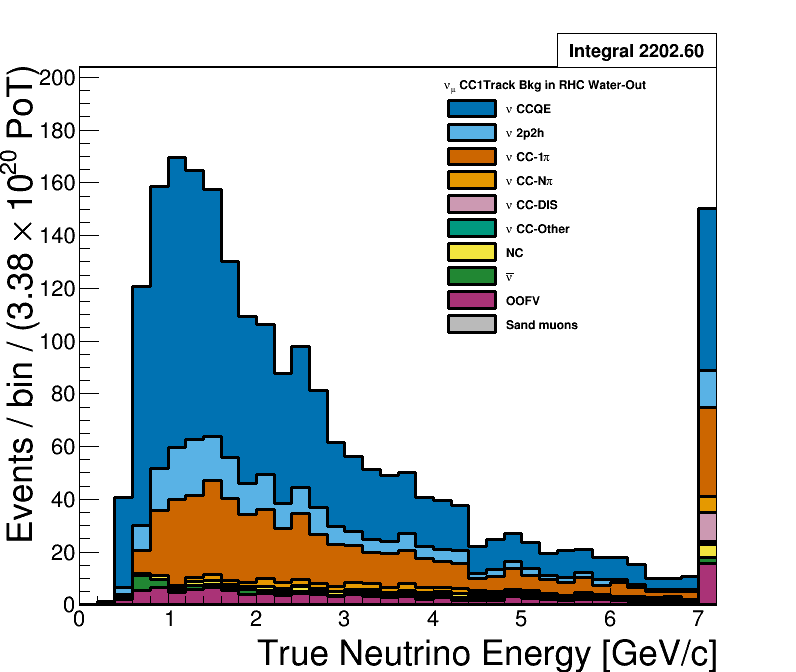 Integral 2202.60
ν_μ CC1Track Bkg in RHC Water-Out
ν CCQE
ν 2p2h
ν CC-1π
ν CC-Nπ
ν CC-DIS
ν CC-Other
NC
ν̅
OOFV
Sand muons
Events / bin / (3.38 × 10^20 PoT)
200
180
160
140
120
100
80
60
40
20
0
0 1 2 3 4 5 6 7
True Neutrino Energy [GeV/c]